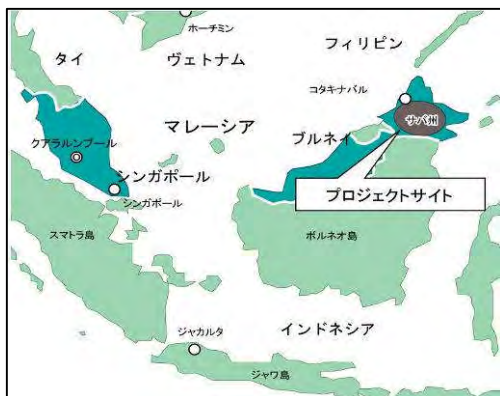 ホーチミン
フィリピン
タイ
ヴェトナム
コタキナバル
サバ州
マレーシア
ブルネイ
クアラルンプール
シンガポール
シンガポール
プロジェクトサイト
スマトラ島
ボルネオ島
ジャカルタ
インドネシア
ジャワ島